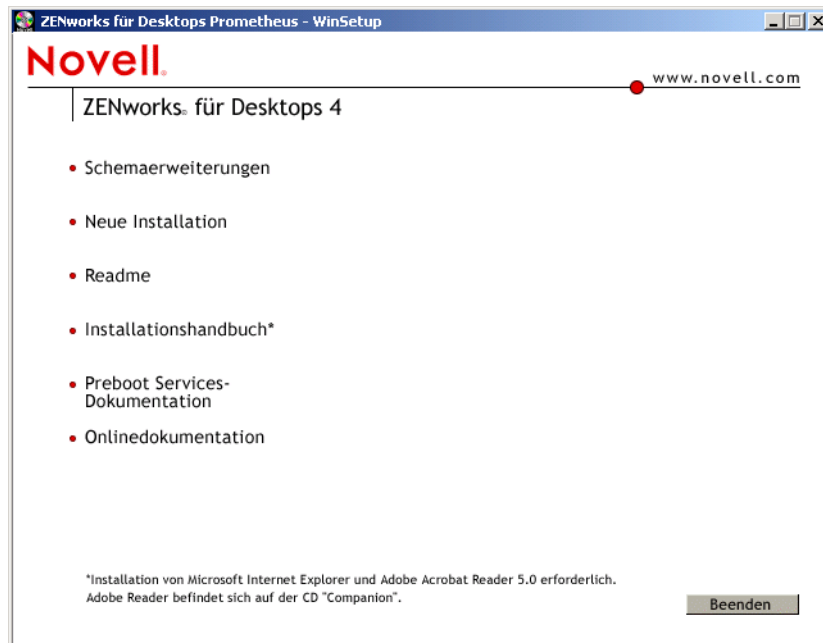 ZENworks für Desktops Prometheus - WinSetup
Novell®
www.novell.com
ZENworks® für Desktops 4
• Schemaerweiterungen
• Neue Installation
• Readme
• Installationshandbuch*
• Preboot Services-
Dokumentation
• Onlinedokumentation
*Installation von Microsoft Internet Explorer und Adobe Acrobat Reader 5.0 erforderlich.
Adobe Reader befindet sich auf der CD "Companion".
Beenden